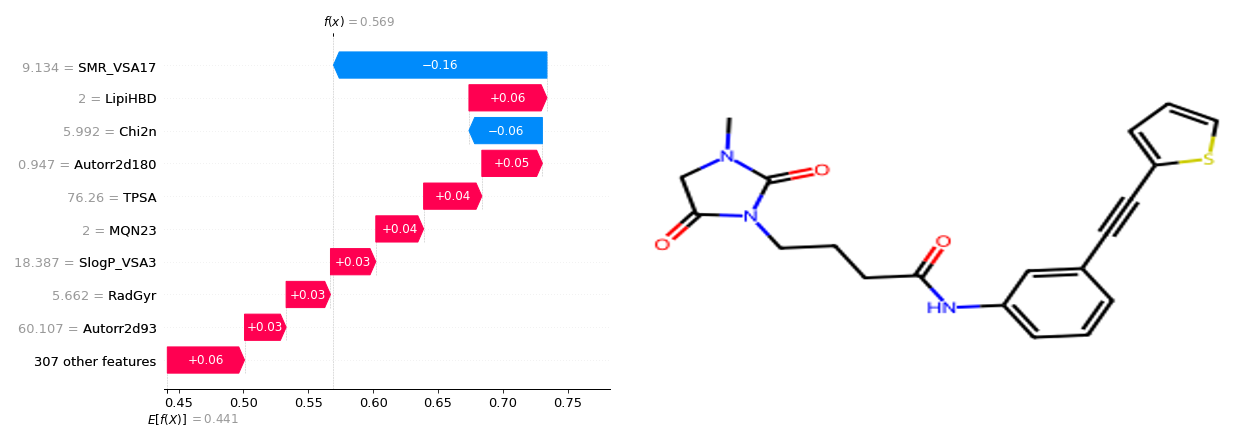 f(x) = 0.569
9.134 = SMR_VSA17 −0.16
2 = LipiHBD +0.06
5.992 = Chi2n −0.06
0.947 = Autorr2d180 +0.05
76.26 = TPSA +0.04
2 = MQN23 +0.04
18.387 = SlogP_VSA3 +0.03
5.662 = RadGyr +0.03
60.107 = Autorr2d93 +0.03
307 other features +0.06
0.45 0.50 0.55 0.60 0.65 0.70 0.75
E[f(X)] = 0.441
N
O
N
O
O
HN
S